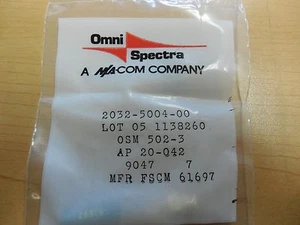 Omni
Spectra
A M/A-COM COMPANY
2032-5004-00
LOT 05 1138260
OSM 502-3
AP 20-Q42
9047 7
MFR FSCM 61697